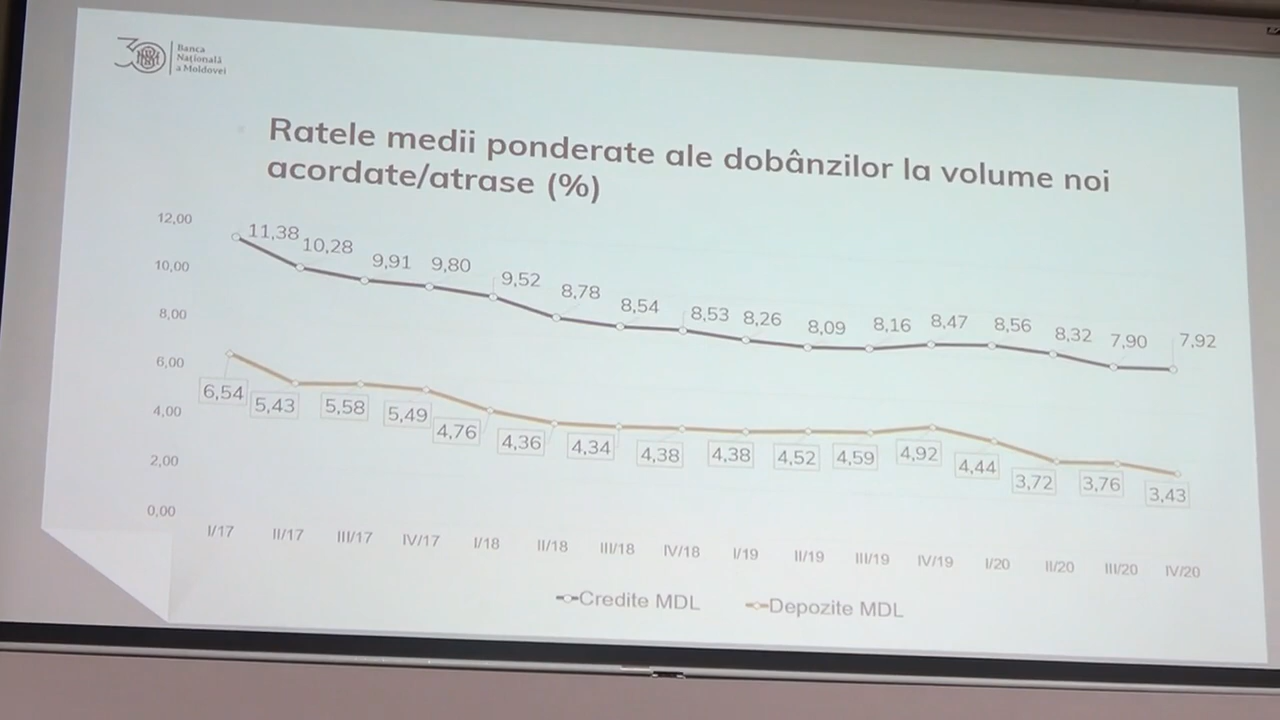 30
Banca
Națională
a Moldovei
Ratele medii ponderate ale dobânzilor la volume noi
acordate/atrase (%)
12,00
10,00
8,00
6,00
4,00
2,00
0,00
11,38 10,28 9,91 9,80 9,52 8,78 8,54 8,53 8,26 8,09 8,16 8,47 8,56 8,32 7,90 7,92
6,54 5,43 5,58 5,49 4,76 4,36 4,34 4,38 4,38 4,52 4,59 4,92 4,44 3,72 3,76 3,43
I/17 II/17 III/17 IV/17 I/18 II/18 III/18 IV/18 I/19 II/19 III/19 IV/19 I/20 II/20 III/20 IV/20
Credite MDL Depozite MDL